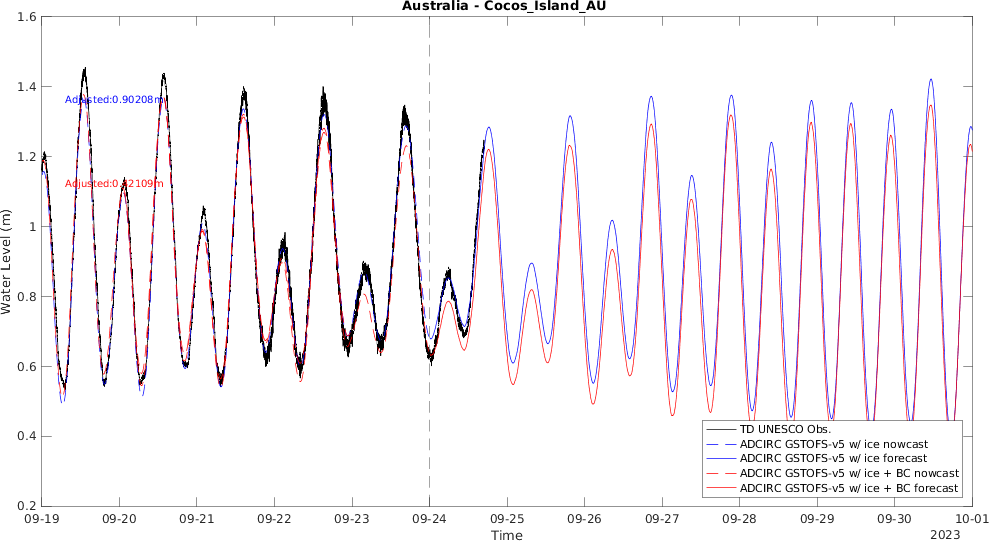 Australia - Cocos_Island_AU
1.6
1.4
1.2
1
0.8
0.6
0.4
0.2
Water Level (m)
Adjusted:0.90208m
TD UNESCO Obs.
ADCIRC GSTOFS-v5 w/ ice nowcast
ADCIRC GSTOFS-v5 w/ ice forecast
ADCIRC GSTOFS-v5 w/ ice + BC nowcast
ADCIRC GSTOFS-v5 w/ ice + BC forecast
09-19 09-20 09-21 09-22 09-23 09-24 09-25 09-26 09-27 09-28 09-29 09-30 10-01
Time
2023